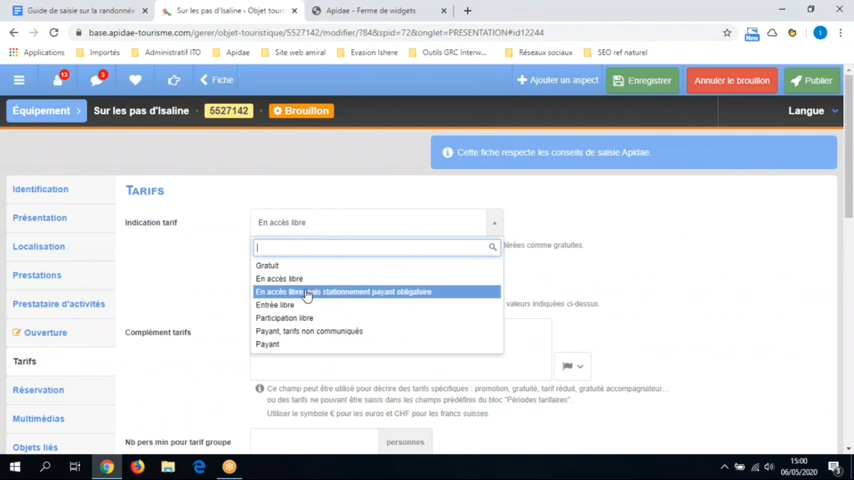 Guide de saisie sur la randonné
Sur les pas d'Isaline - Objet tour
Apidae - Ferme de widgets
base.apidae-tourisme.com/gerer/objet-touristique/5527142/modifier/?84&spid=72&onglet=PRESENTATION#id12244
Applications
Importés
Administratif ITO
Apidae
Site web amiral
Evasion Ishere
Outils GRC Interw...
Réseaux sociaux
SEO ref naturel
13
3
Fiche
Ajouter un aspect
Enregistrer
Annuler le brouillon
Publier
Équipement
Sur les pas d'Isaline
5527142
Brouillon
Langue
Cette fiche respecte les conseils de saisie Apidae.
Identification
Présentation
Localisation
Prestations
Prestataire d'activités
Ouverture
Tarifs
Réservation
Multimédias
Objets liés
TARIFS
Indication tarif
En accès libre
dérées comme gratuites.
Gratuit
En accès libre
En accès libre mais stationnement payant obligatoire
Entrée libre
valeurs indiquées ci-dessus.
Participation libre
Payant, tarifs non communiqués
Complément tarifs
Payant
Ce champ peut être utilisé pour décrire des tarifs spécifiques : promotion, gratuité, tarif réduit, gratuité accompagnateur...
ou des tarifs ne pouvant être saisis dans les champs prédéfinis du bloc "Périodes tarifaires".
Utiliser le symbole € pour les euros et CHF pour les francs suisses.
Nb pers min pour tarif groupe
personnes
15:00
06/05/2020
3